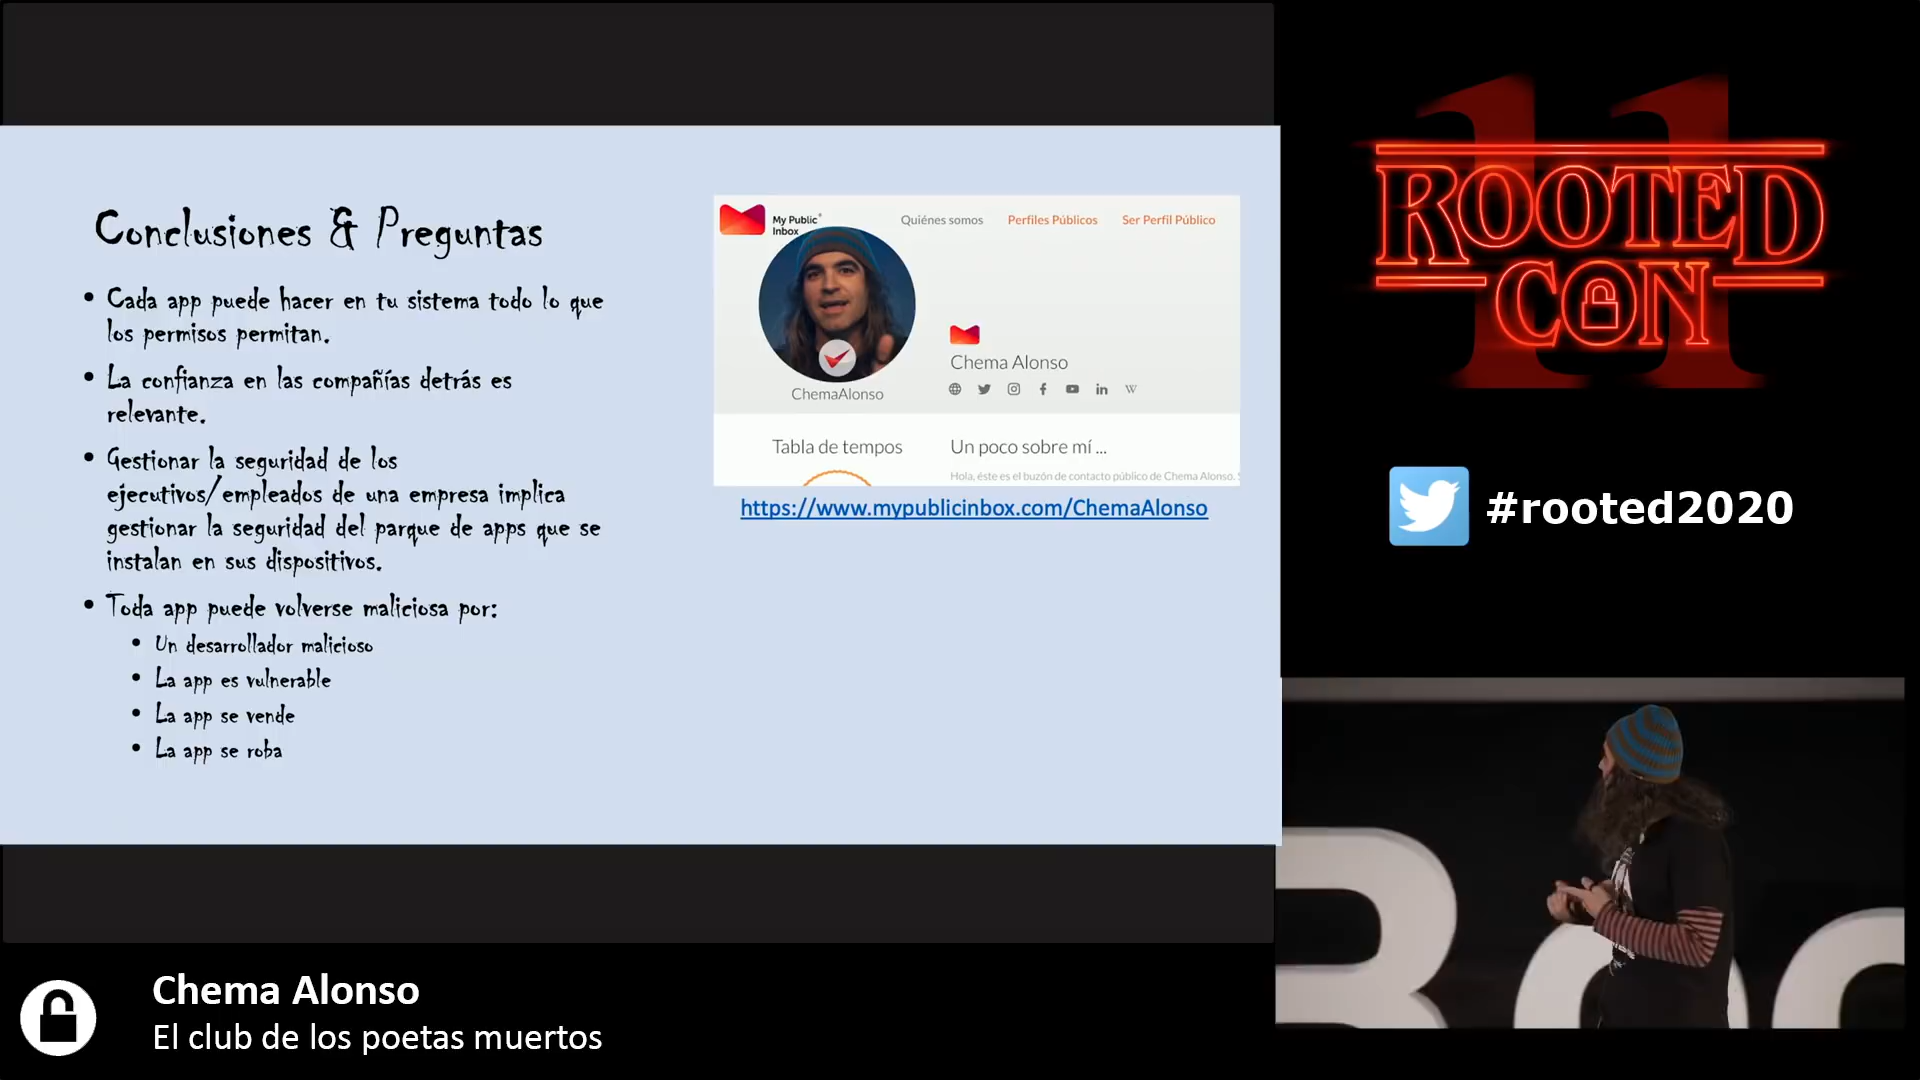 Conclusiones & Preguntas
• Cada app puede hacer en tu sistema todo lo que
los permisos permitan.
• La confianza en las compañías detrás es
relevante.
• Gestionar la seguridad de los
ejecutivos/empleados de una empresa implica
gestionar la seguridad del parque de apps que se
instalan en sus dispositivos.
• Toda app puede volverse maliciosa por:
• Un desarrollador malicioso
• La app es vulnerable
• La app se vende
• La app se roba
My Public
Inbox
Quiénes somos
Perfiles Públicos
Ser Perfil Público
ChemaAlonso
Chema Alonso
W
Tabla de tempos
Un poco sobre mí ...
Hola, éste es el buzón de contacto público de Chema Alonso.
https://www.mypublicinbox.com/ChemaAlonso
11
ROOTED
CON
#rooted2020
Roo
Chema Alonso
El club de los poetas muertos